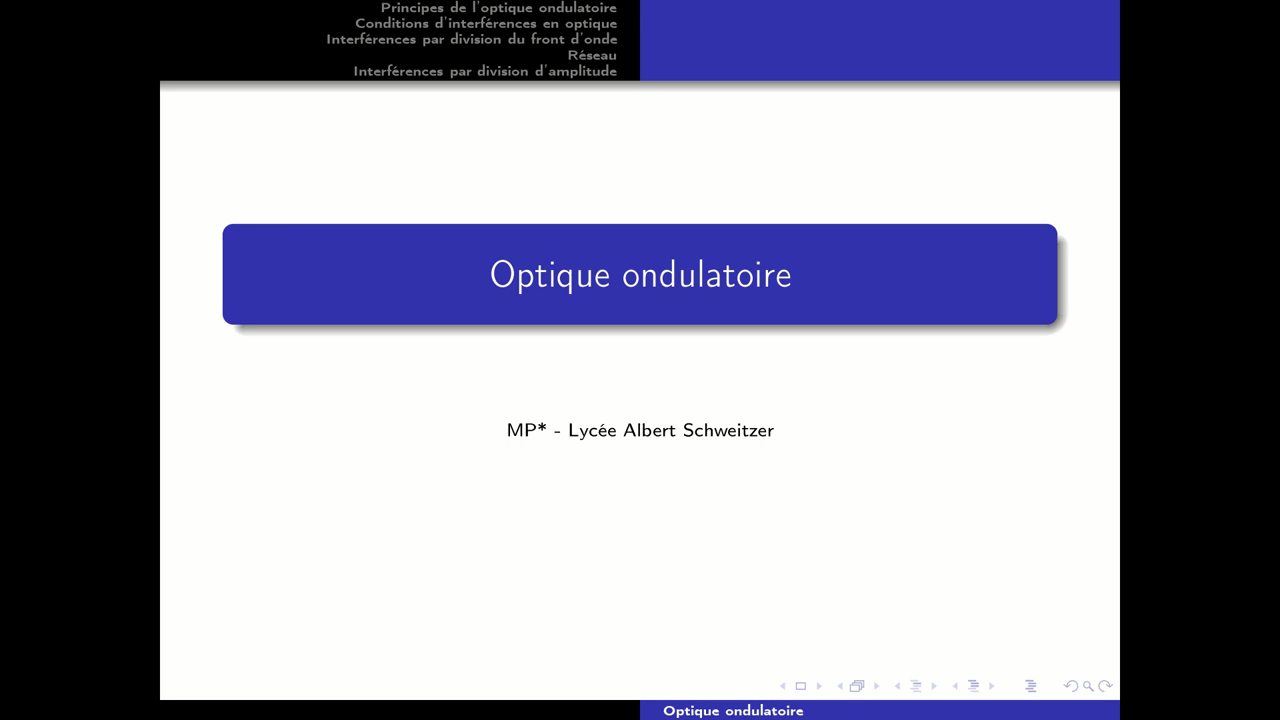 Principes de l'optique ondulatoire
Conditions d'interférences en optique
Interférences par division du front d'onde
Réseau
Interférences par division d'amplitude
Optique ondulatoire
MP* - Lycée Albert Schweitzer
Optique ondulatoire